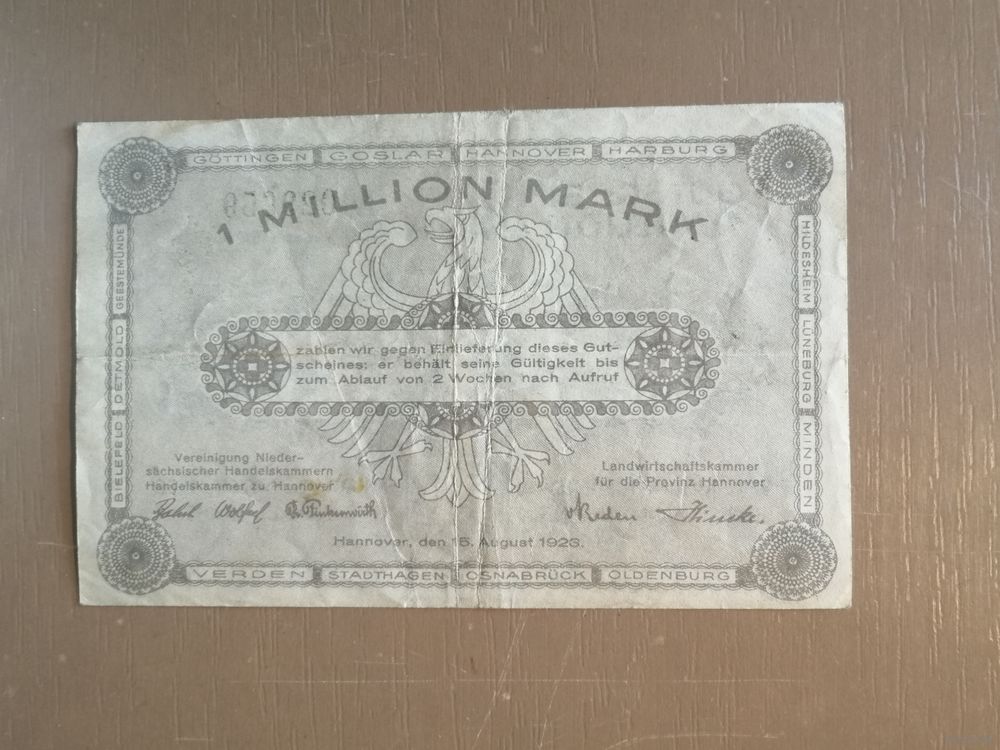 GÖTTINGEN GOSLAR HANNOVER HARBURG
1 MILLION MARK
GEESTEMÜNDE
DETMOLD
BIELEFELD
HILDESHEIM
LÜNEBURG
MINDEN
zahlen wir gegen Einlieferung dieses Gut-
scheines; er behält seine Gültigkeit bis
zum Ablauf von 2 Wochen nach Aufruf
Vereinigung Nieder-
sächsischer Handelskammern
Handelskammer zu Hannover
Landwirtschaftskammer
für die Provinz Hannover
Hannover, den 15. August 1923.
VERDEN STADTHAGEN OSNABRÜCK OLDENBURG